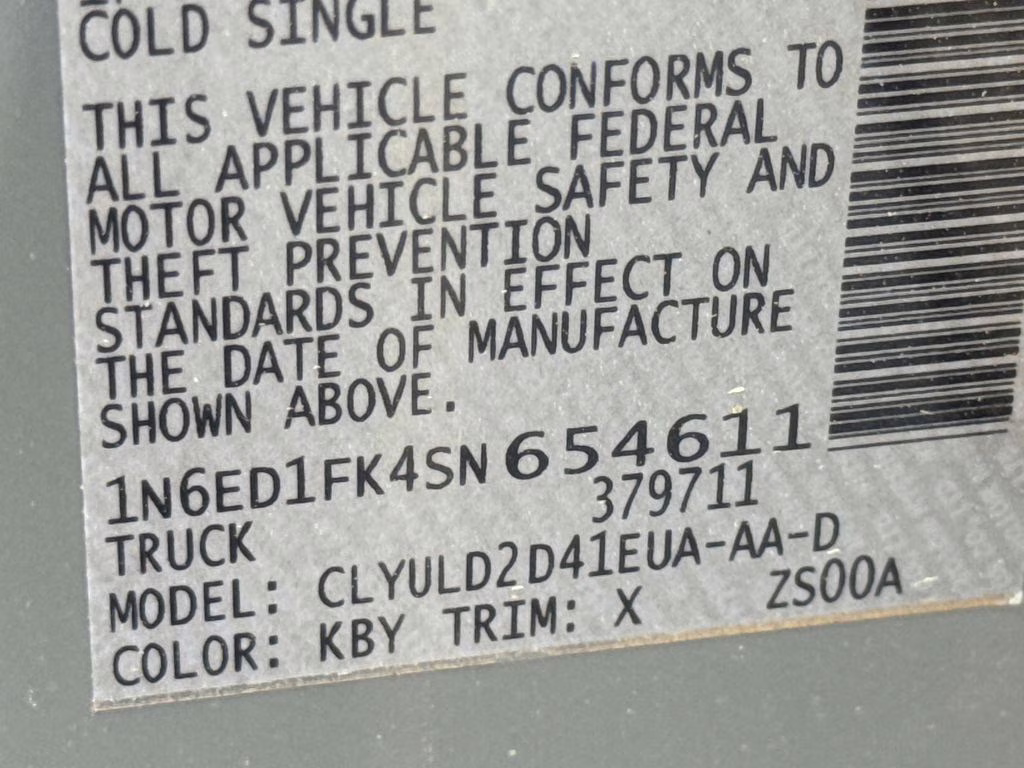 COLD SINGLE
THIS VEHICLE CONFORMS TO
ALL APPLICABLE FEDERAL
MOTOR VEHICLE SAFETY AND
THEFT PREVENTION
STANDARDS IN EFFECT ON
THE DATE OF MANUFACTURE
SHOWN ABOVE.
1N6ED1FK4SN654611
TRUCK 379711
MODEL: CLYULD2D41EUA-AA-D
COLOR: KBY TRIM: X ZS00A